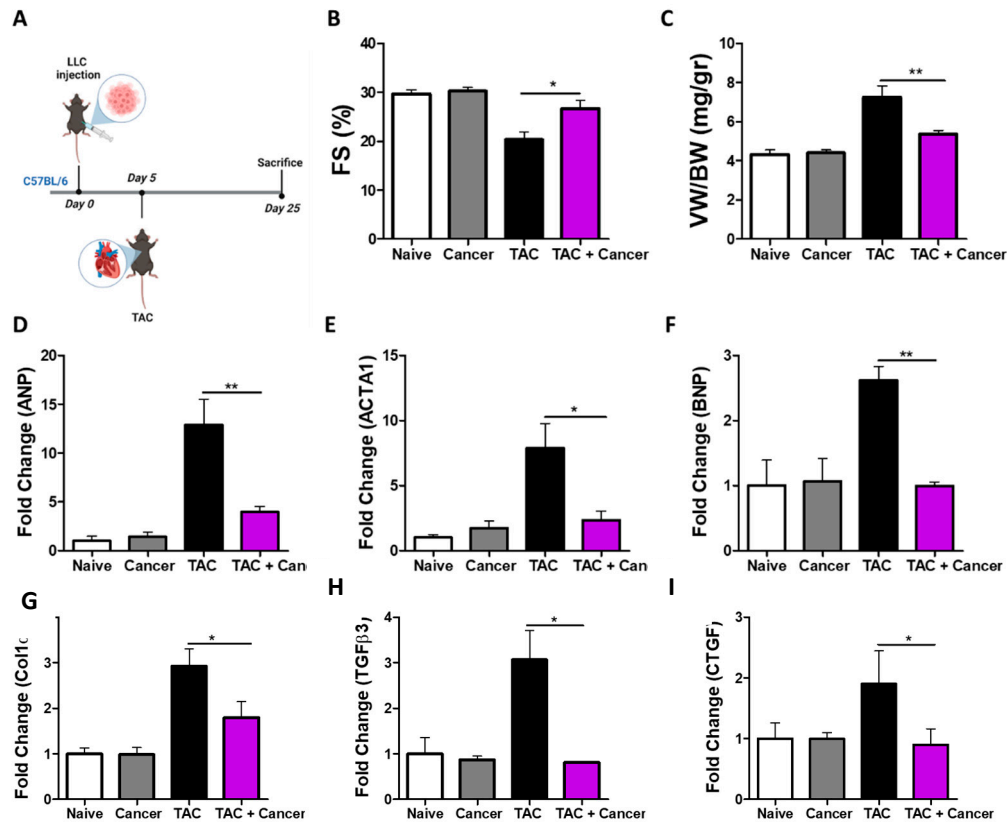 A
LLC
injection
C57BL/6
Day 0
Day 5
Sacrifice
Day 25
TAC
B
FS (%)
40
30
20
10
0
*
Naive Cancer TAC TAC + Cancer
C
VW/BW (mg/gr)
10
8
6
4
2
0
**
Naive Cancer TAC TAC + Cancer
D
Fold Change (ANP)
20
15
10
5
0
**
Naive Cancer TAC TAC + Canc
E
Fold Change (ACTA1)
15
10
5
0
*
Naive Cancer TAC TAC + Cancer
F
Fold Change (BNP)
3
2
1
0
**
Naive Cancer TAC TAC + Cancer
G
Fold Change (Col1
3
2
1
0
*
Naive Cancer TAC TAC + Cancer
H
Fold Change (TGFβ3)
4
3
2
1
0
*
Naive Cancer TAC TAC + Cancer
I
Fold Change (CTGF)
3
2
1
0
*
Naive Cancer TAC TAC + Cancer